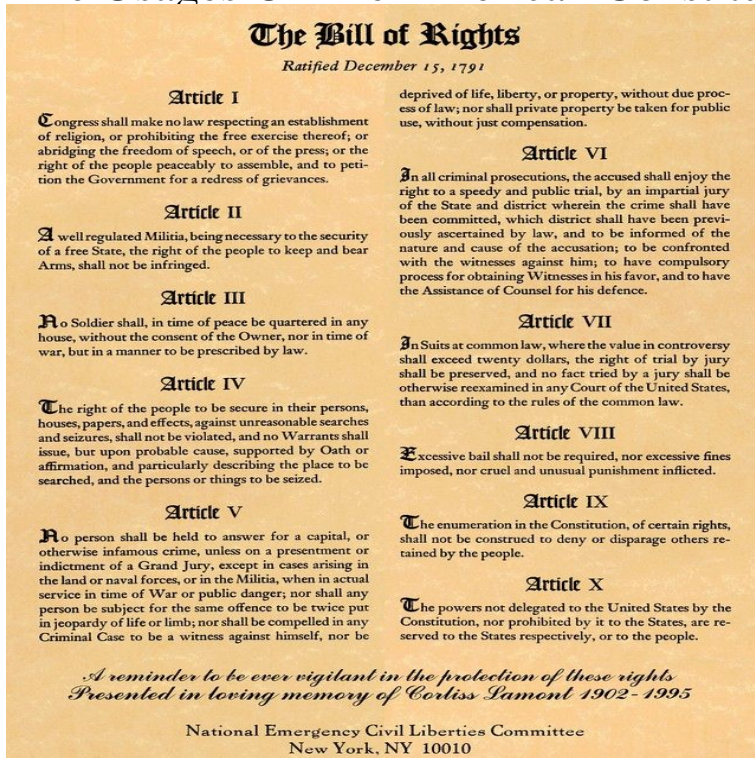 The Bill of Rights
Ratified December 15, 1791
Article I
Congress shall make no law respecting an establishment
of religion, or prohibiting the free exercise thereof; or
abridging the freedom of speech, or of the press; or the
right of the people peaceably to assemble, and to peti-
tion the Government for a redress of grievances.
Article II
A well regulated Militia, being necessary to the security
of a free State, the right of the people to keep and bear
Arms, shall not be infringed.
Article III
No Soldier shall, in time of peace be quartered in any
house, without the consent of the Owner, nor in time of
war, but in a manner to be prescribed by law.
Article IV
The right of the people to be secure in their persons,
houses, papers, and effects, against unreasonable searches
and seizures, shall not be violated, and no Warrants shall
issue, but upon probable cause, supported by Oath or
affirmation, and particularly describing the place to be
searched, and the persons or things to be seized.
Article V
No person shall be held to answer for a capital, or
otherwise infamous crime, unless on a presentment or
indictment of a Grand Jury, except in cases arising in
the land or naval forces, or in the Militia, when in actual
service in time of War or public danger; nor shall any
person be subject for the same offence to be twice put
in jeopardy of life or limb; nor shall be compelled in any
Criminal Case to be a witness against himself, nor be
deprived of life, liberty, or property, without due proc-
ess of law; nor shall private property be taken for public
use, without just compensation.
Article VI
In all criminal prosecutions, the accused shall enjoy the
right to a speedy and public trial, by an impartial jury
of the State and district wherein the crime shall have
been committed, which district shall have been previ-
ously ascertained by law, and to be informed of the
nature and cause of the accusation; to be confronted
with the witnesses against him; to have compulsory
process for obtaining Witnesses in his favor, and to have
the Assistance of Counsel for his defence.
Article VII
In Suits at common law, where the value in controversy
shall exceed twenty dollars, the right of trial by jury
shall be preserved, and no fact tried by a jury shall be
otherwise reexamined in any Court of the United States,
than according to the rules of the common law.
Article VIII
Excessive bail shall not be required, nor excessive fines
imposed, nor cruel and unusual punishment inflicted.
Article IX
The enumeration in the Constitution, of certain rights,
shall not be construed to deny or disparage others re-
tained by the people.
Article X
The powers not delegated to the United States by the
Constitution, nor prohibited by it to the States, are re-
served to the States respectively, or to the people.
A reminder to be ever vigilant in the protection of these rights
Presented in loving memory of Corliss Lamont 1902-1995
National Emergency Civil Liberties Committee
New York, NY 10010